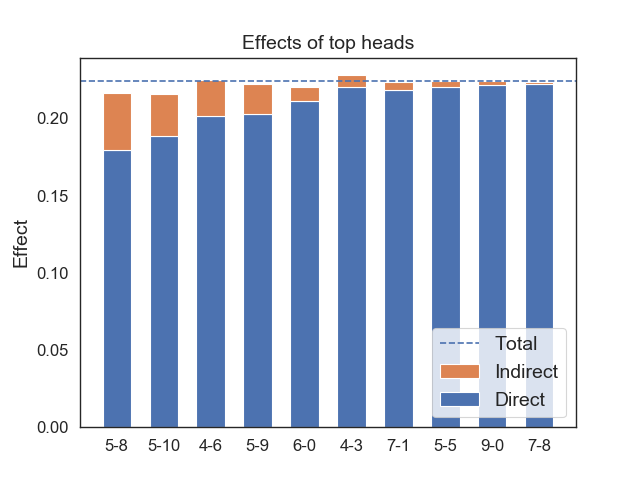 Effects of top heads
Effect
0.20
0.15
0.10
0.05
0.00
Total
Indirect
Direct
5-8 5-10 4-6 5-9 6-0 4-3 7-1 5-5 9-0 7-8